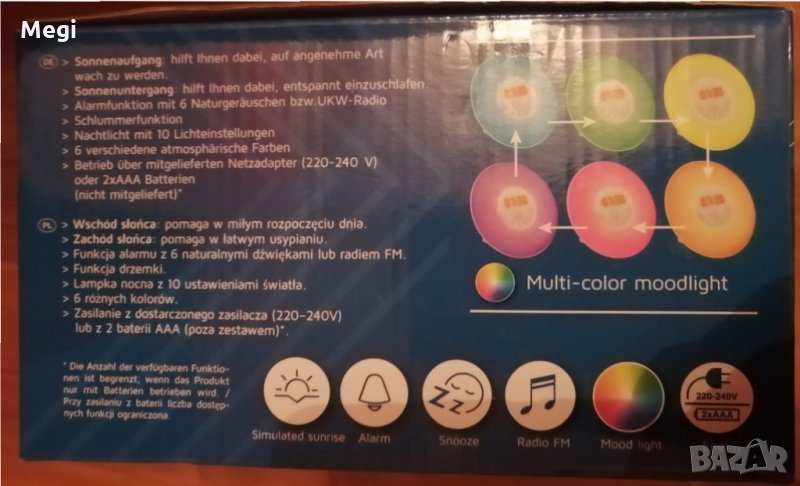 Megi
DE > Sonnenaufgang: hilft Ihnen dabei, auf angenehme Art
wach zu werden.
> Sonnenuntergang: hilft Ihnen dabei, entspannt einzuschlafen.
> Alarmfunktion mit 6 Naturgeräuschen bzw. UKW-Radio
> Schlummerfunktion
> Nachtlicht mit 10 Lichteinstellungen
> 6 verschiedene atmosphärische Farben
> Betrieb über mitgelieferten Netzadapter (220-240 V)
oder 2xAAA Batterien
(nicht mitgeliefert)*
PL > Wschód słońca: pomaga w miłym rozpoczęciu dnia.
> Zachód słońca: pomaga w łatwym usypianiu.
> Funkcja alarmu z 6 naturalnymi dźwiękami lub radiem FM.
> Funkcja drzemki.
> Lampka nocna z 10 ustawieniami światła.
> 6 różnych kolorów.
> Zasilanie z dostarczonego zasilacza (220-240V)
lub z 2 baterii AAA (poza zestawem)*.
* Die Anzahl der verfügbaren Funktio-
nen ist begrenzt, wenn das Produkt
nur mit Batterien betrieben wird. /
Przy zasilaniu z baterii liczba dostęp-
nych funkcji ograniczona.
Multi-color moodlight
220-240V
2xAAA
Simulated sunrise
Alarm
Snooze
Radio FM
Mood light
BAZAR